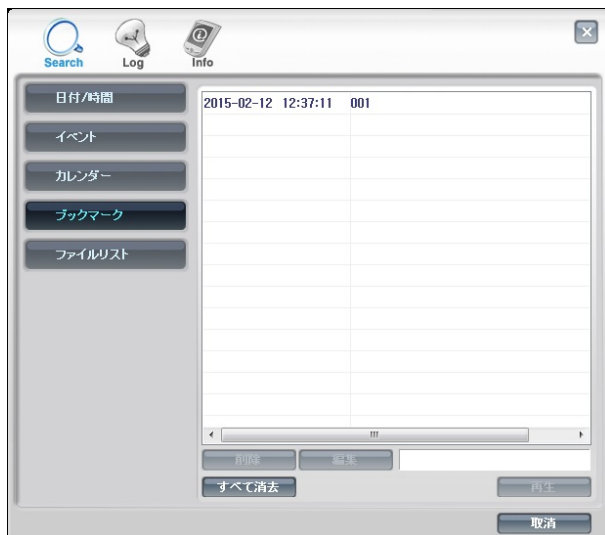 Search Log Info
日付/時間
イベント
カレンダー
ブックマーク
ファイルリスト
2015-02-12 12:37:11 001
削除 編集
すべて消去 再生
取消